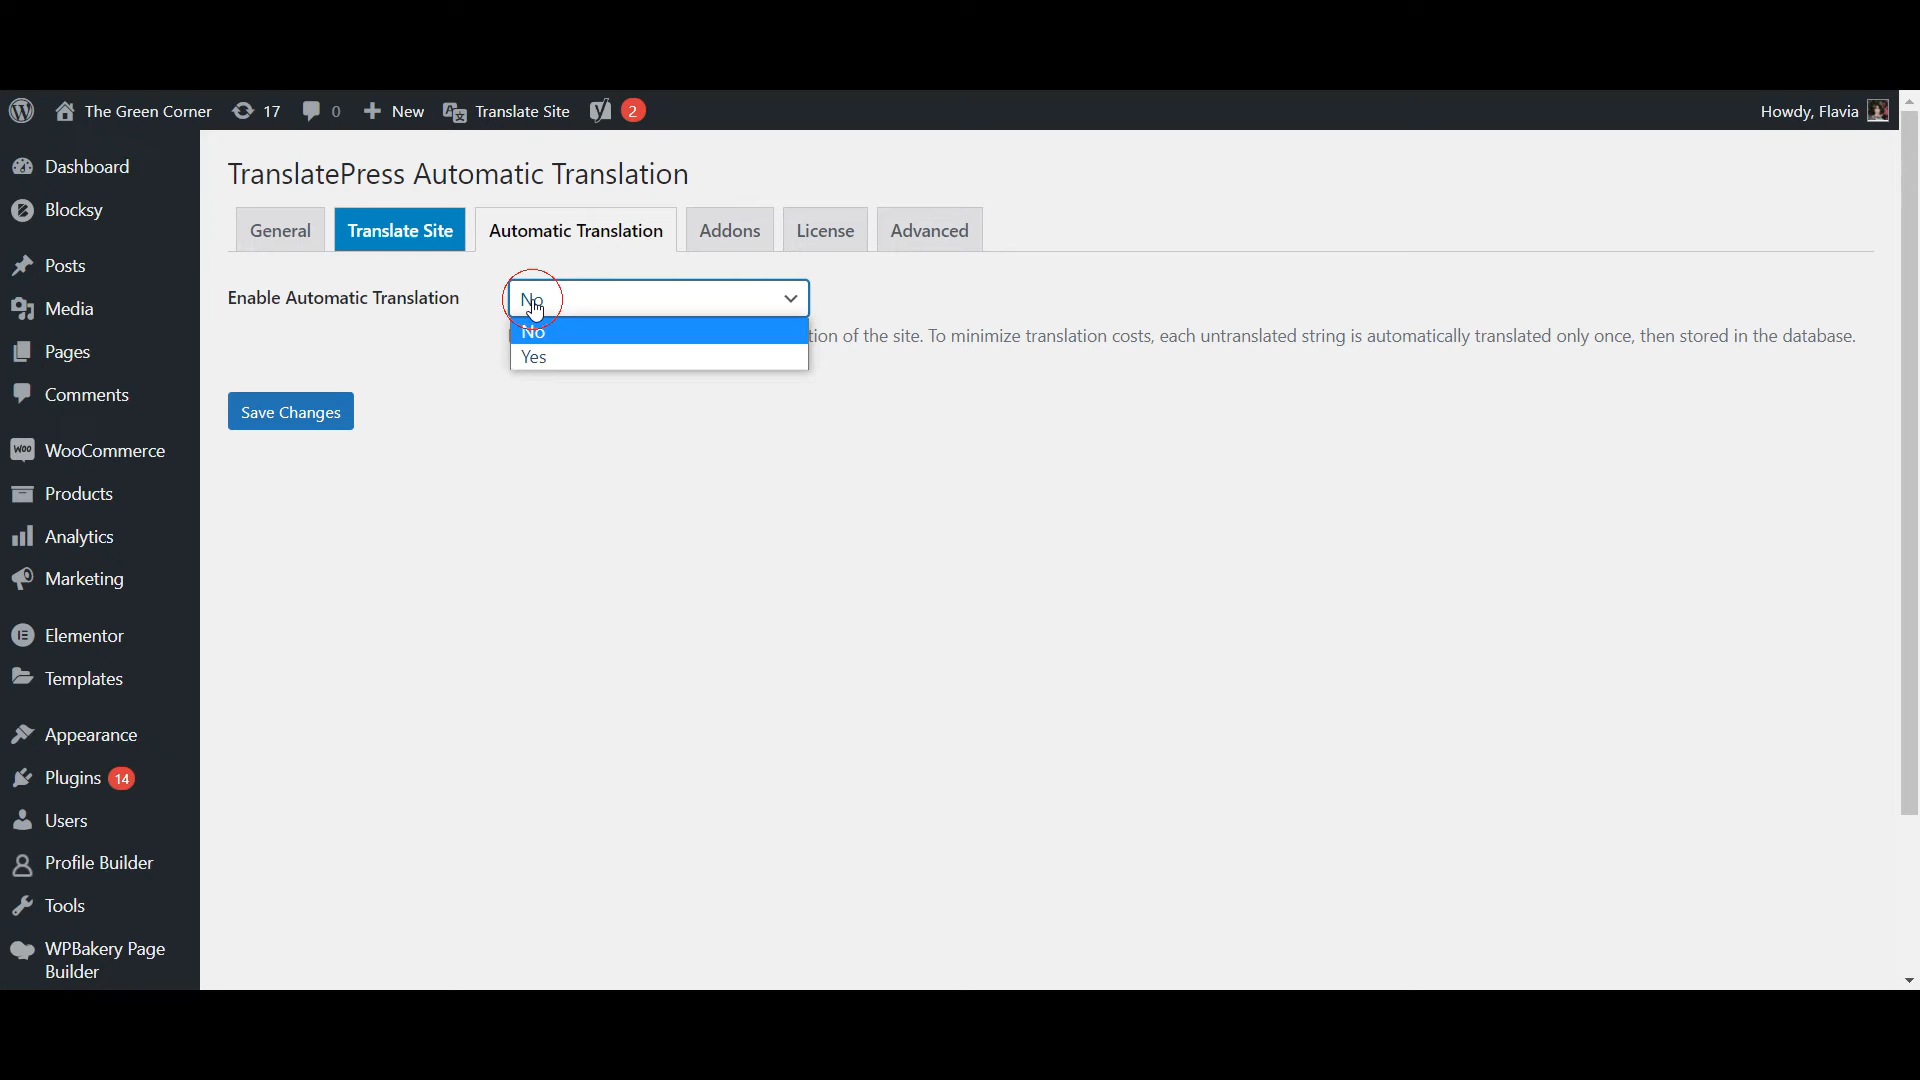 The Green Corner 17 0 New Translate Site 2 Howdy, Flavia
Dashboard
Blocksy
Posts
Media
Pages
Comments
WOO WooCommerce
Products
Analytics
Marketing
Elementor
Templates
Appearance
Plugins 14
Users
Profile Builder
Tools
WPBakery Page
Builder
TranslatePress Automatic Translation
General Translate Site Automatic Translation Addons License Advanced
Enable Automatic Translation No
No
Yes
of the site. To minimize translation costs, each untranslated string is automatically translated only once, then stored in the database.
Save Changes